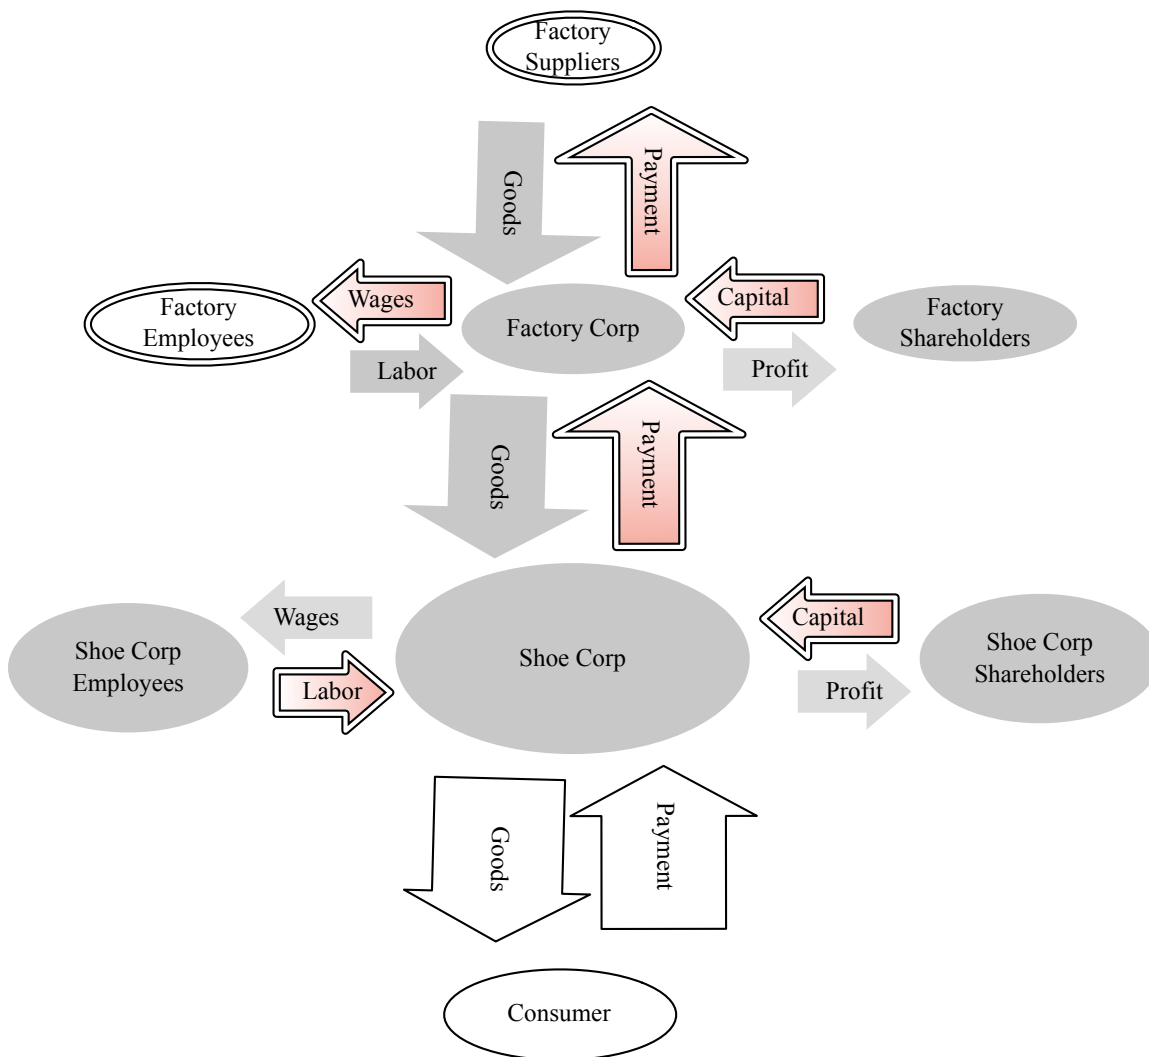 Factory
Suppliers
Goods
Payment
Factory
Employees
Wages
Labor
Factory Corp
Capital
Profit
Factory
Shareholders
Goods
Payment
Shoe Corp
Employees
Wages
Labor
Shoe Corp
Capital
Profit
Shoe Corp
Shareholders
Goods
Payment
Consumer